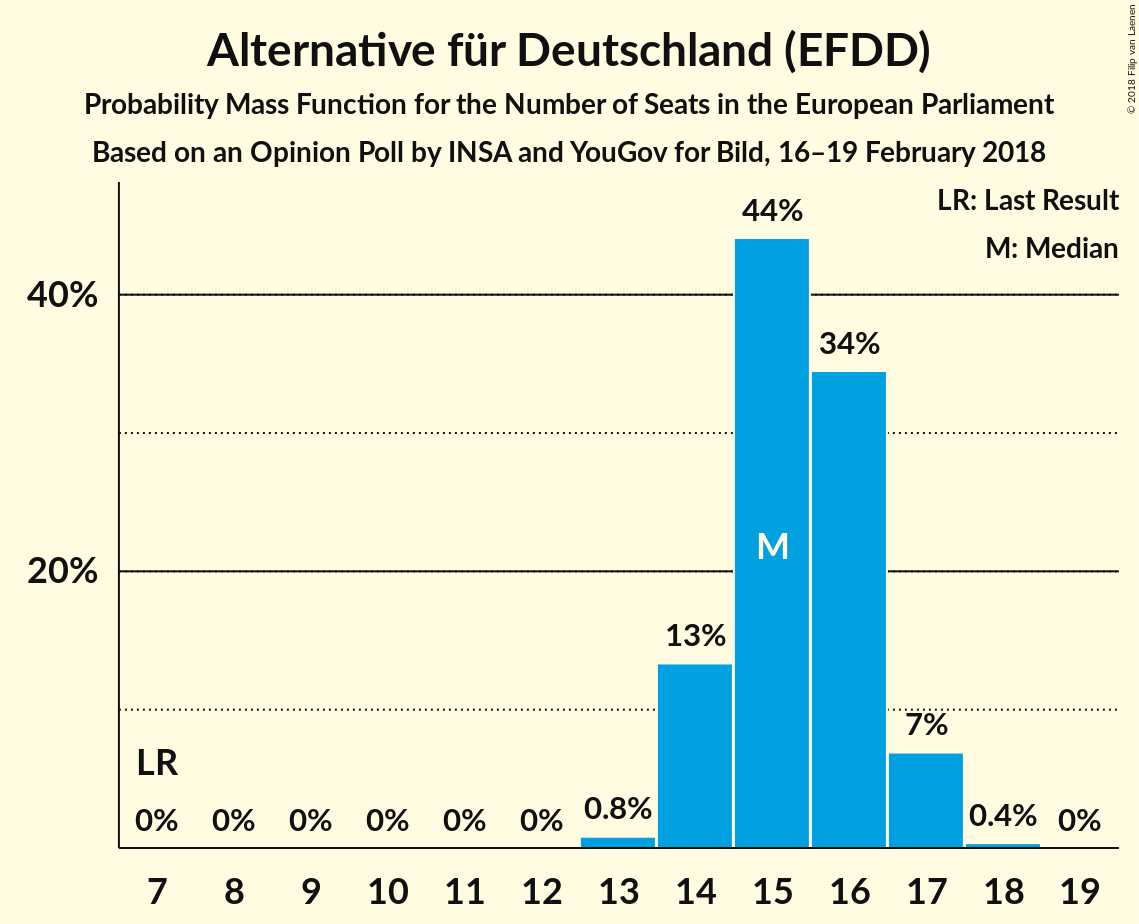 Alternative für Deutschland (EFDD)
Probability Mass Function for the Number of Seats in the European Parliament
Based on an Opinion Poll by INSA and YouGov for Bild, 16–19 February 2018
© 2018 Filip van Laenen
LR: Last Result
M: Median
44%
40%
34%
M
20%
13%
7%
LR
0% 0% 0% 0% 0% 0% 0.8% 0.4% 0%
7 8 9 10 11 12 13 14 15 16 17 18 19